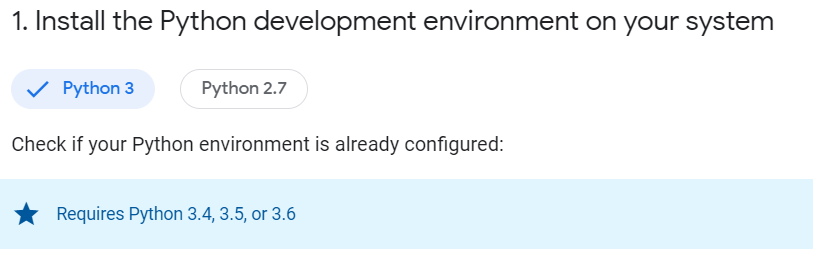 1. Install the Python development environment on your system
Python 3
Python 2.7
Check if your Python environment is already configured:
Requires Python 3.4, 3.5, or 3.6